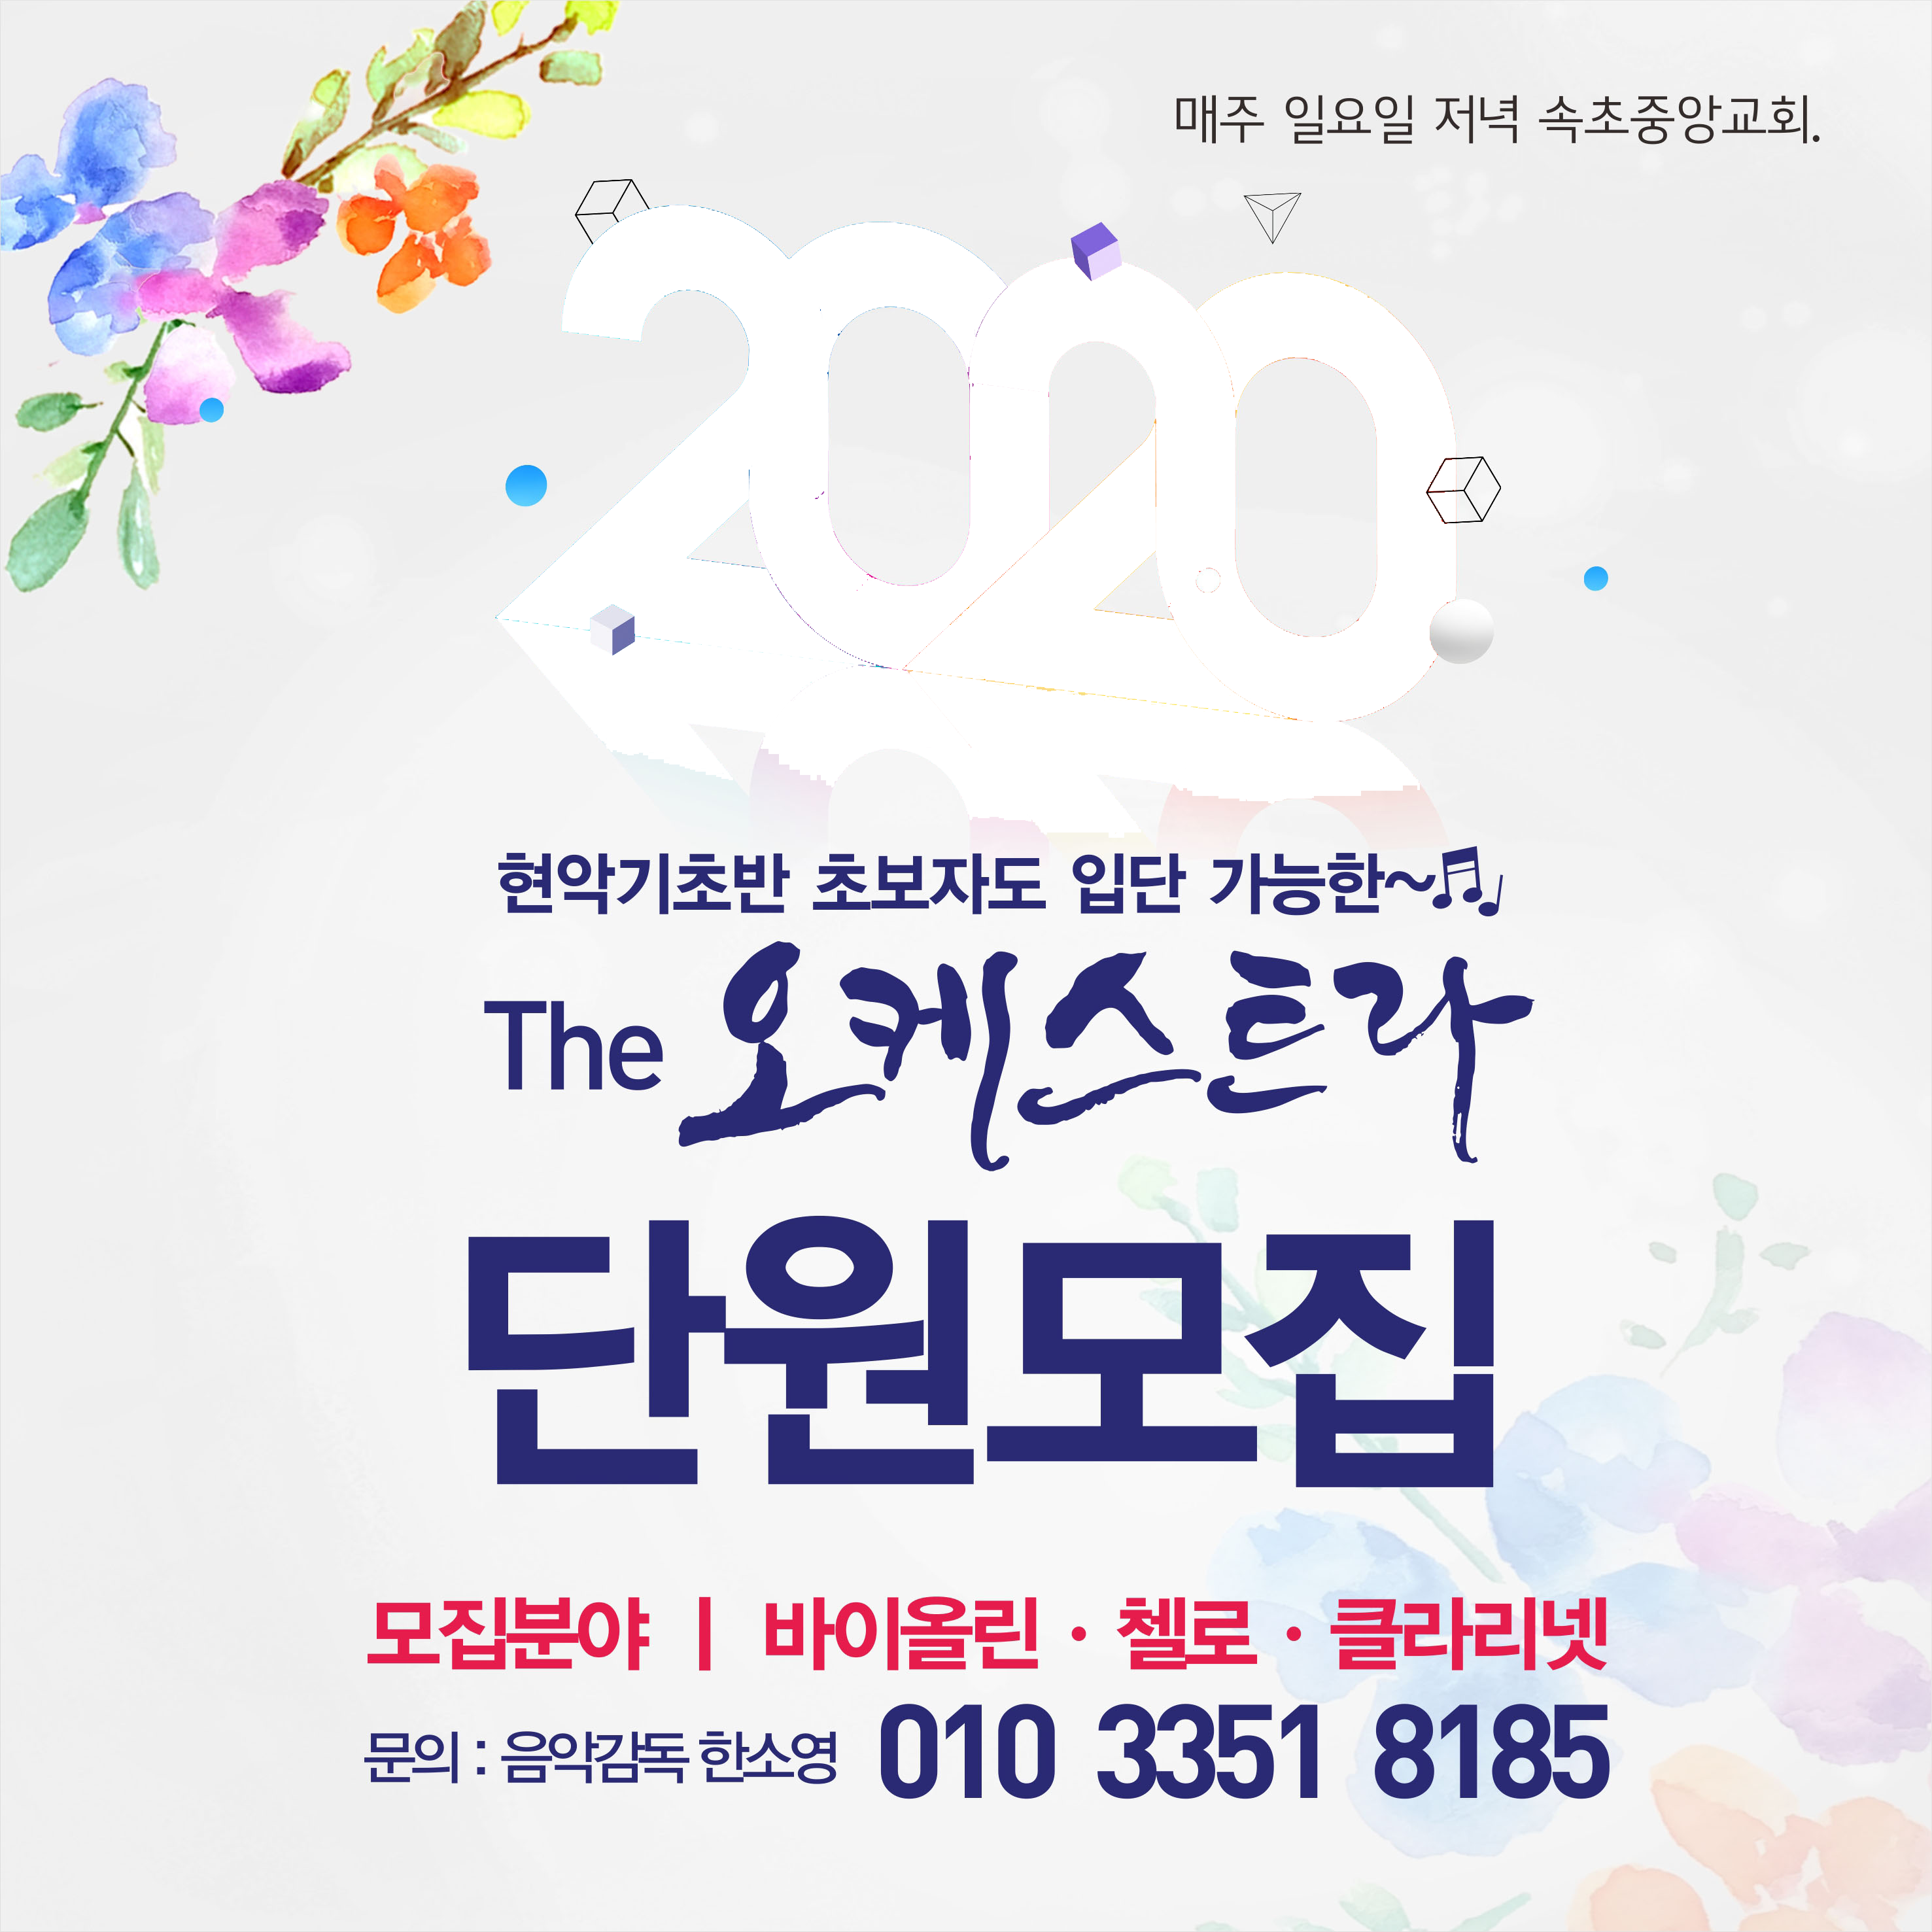 매주 일요일 저녁 속초중앙교회.
2020
현악기초반 초보자도 입단 가능한~
The 오케스트라
단원모집
모집분야 | 바이올린 · 첼로 · 클라리넷
문의 : 음악감독 한소영 010 3351 8185